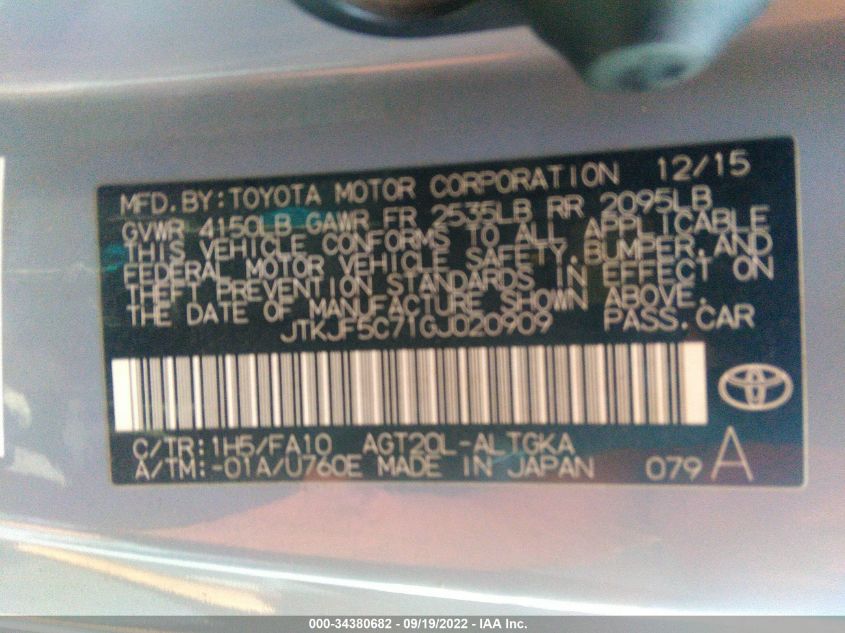 MFD.BY:TOYOTA MOTOR CORPORATION 12/15
GVWR 4150LB GAWR FR 2535LB RR 2095LB
THIS VEHICLE CONFORMS TO ALL APPLICABLE
FEDERAL MOTOR VEHICLE SAFETY,BUMPER,AND
THEFT PREVENTION STANDARDS IN EFFECT ON
THE DATE OF MANUFACTURE SHOWN ABOVE.
JTKJF5C71GJ020909 PASS.CAR
C/TR:1H5/FA10 AGT20L-ALTGKA
A/TM:-01A/U760E MADE IN JAPAN 079 A
000-34380682 - 09/19/2022 - IAA Inc.